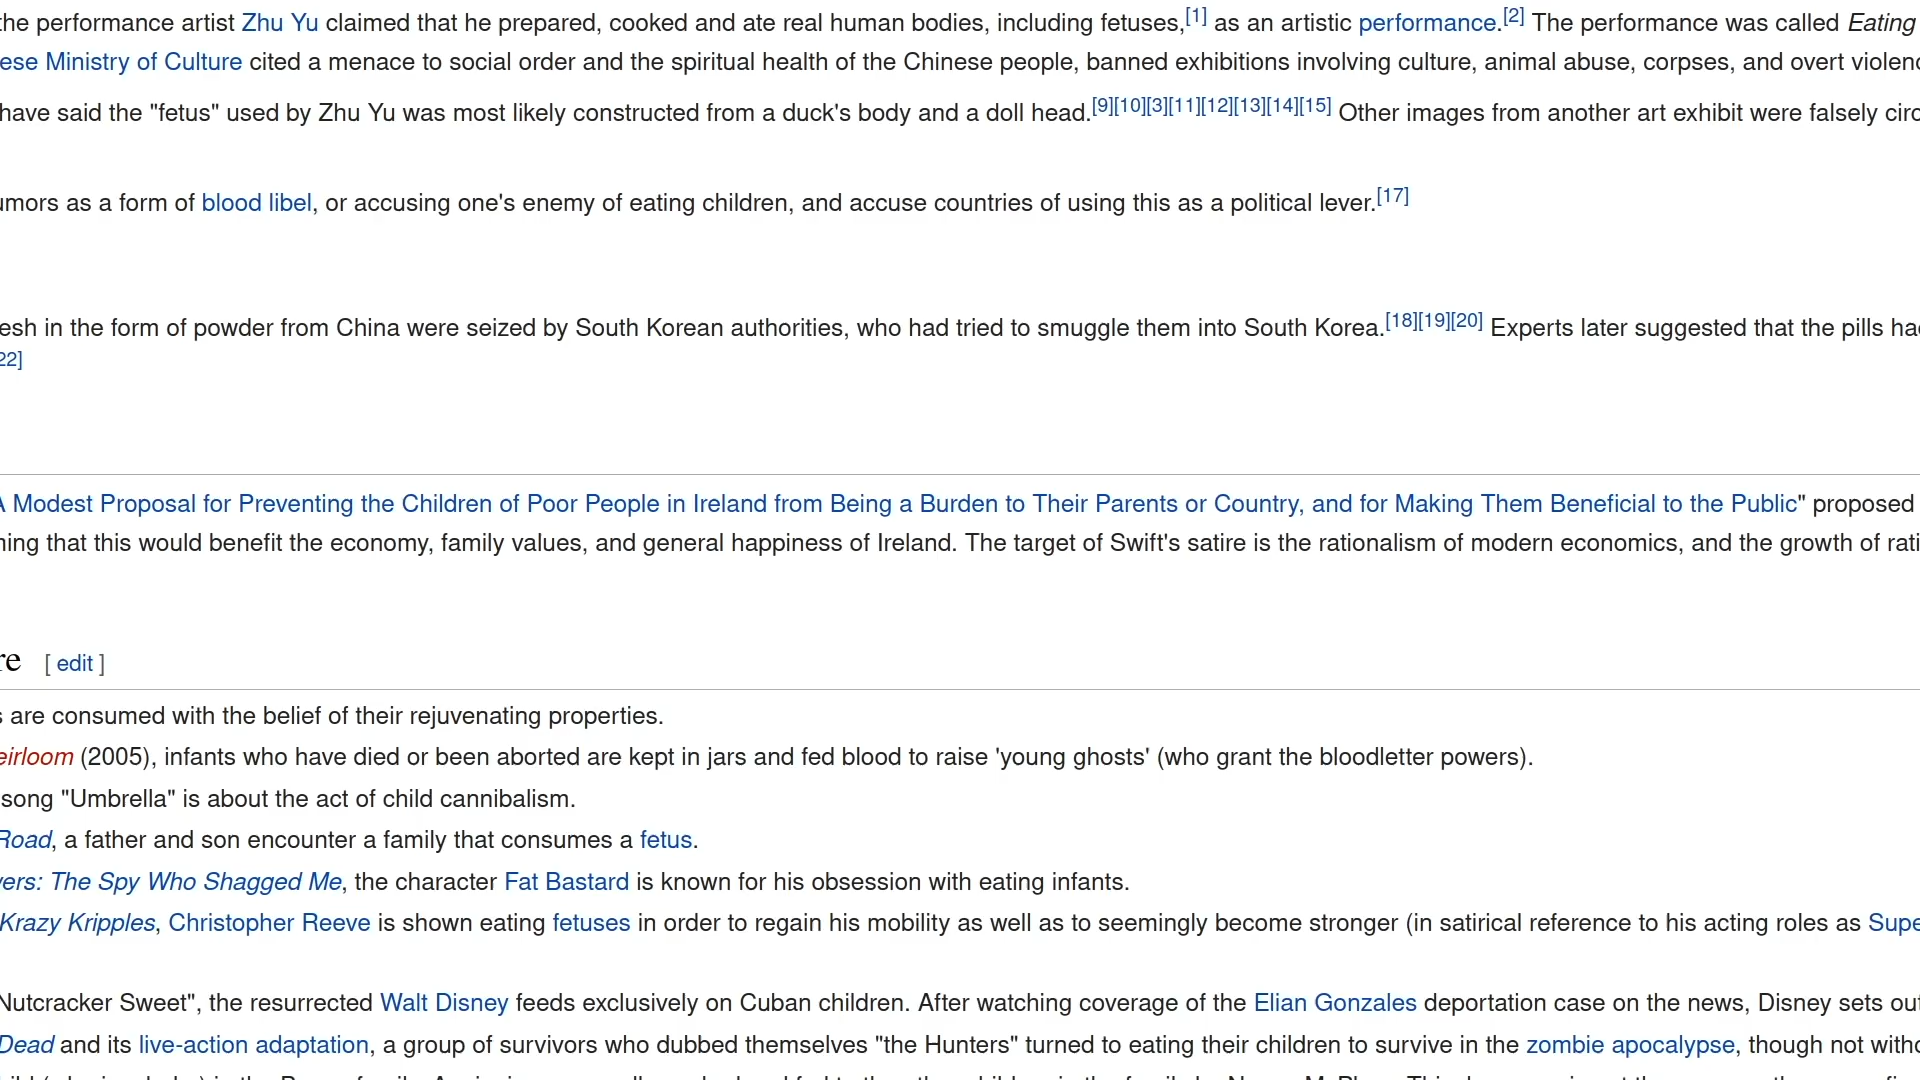 the performance artist Zhu Yu claimed that he prepared, cooked and ate real human bodies, including fetuses,[1] as an artistic performance.[2] The performance was called Eating
ese Ministry of Culture cited a menace to social order and the spiritual health of the Chinese people, banned exhibitions involving culture, animal abuse, corpses, and overt violenc
have said the "fetus" used by Zhu Yu was most likely constructed from a duck's body and a doll head.[9][10][3][11][12][13][14][15] Other images from another art exhibit were falsely circ
umors as a form of blood libel, or accusing one's enemy of eating children, and accuse countries of using this as a political lever.[17]
esh in the form of powder from China were seized by South Korean authorities, who had tried to smuggle them into South Korea.[18][19][20] Experts later suggested that the pills ha
22]
A Modest Proposal for Preventing the Children of Poor People in Ireland from Being a Burden to Their Parents or Country, and for Making Them Beneficial to the Public" proposed
ning that this would benefit the economy, family values, and general happiness of Ireland. The target of Swift's satire is the rationalism of modern economics, and the growth of rati
re [ edit ]
s are consumed with the belief of their rejuvenating properties.
eirloom (2005), infants who have died or been aborted are kept in jars and fed blood to raise 'young ghosts' (who grant the bloodletter powers).
song "Umbrella" is about the act of child cannibalism.
Road, a father and son encounter a family that consumes a fetus.
vers: The Spy Who Shagged Me, the character Fat Bastard is known for his obsession with eating infants.
Krazy Kripples, Christopher Reeve is shown eating fetuses in order to regain his mobility as well as to seemingly become stronger (in satirical reference to his acting roles as Supe
Nutcracker Sweet", the resurrected Walt Disney feeds exclusively on Cuban children. After watching coverage of the Elian Gonzales deportation case on the news, Disney sets out
Dead and its live-action adaptation, a group of survivors who dubbed themselves "the Hunters" turned to eating their children to survive in the zombie apocalypse, though not witho